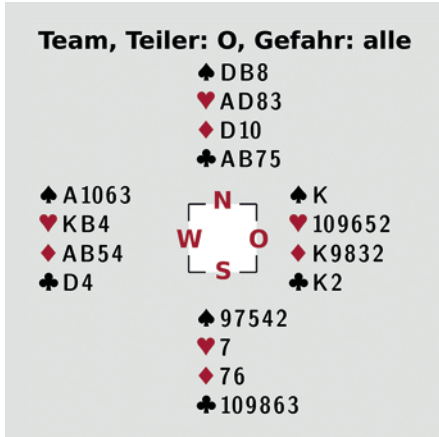 Team, Teiler: O, Gefahr: alle
♠ DB8
♥ AD83
♦ D10
♣ AB75
♠ A1063
♥ KB4
♦ AB54
♣ D4
N
W O
S
♠ K
♥ 109652
♦ K9832
♣ K2
♠ 97542
♥ 7
♦ 76
♣ 109863